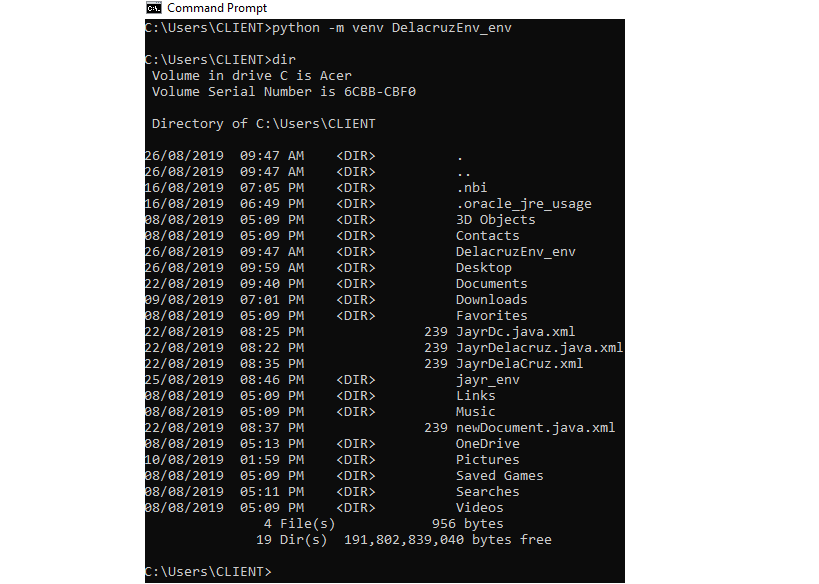 Command Prompt
C:\Users\CLIENT>python -m venv DelacruzEnv_env
C:\Users\CLIENT>dir
Volume in drive C is Acer
Volume Serial Number is 6CBB-CBF0
Directory of C:\Users\CLIENT
26/08/2019 09:47 AM <DIR> .
26/08/2019 09:47 AM <DIR> ..
16/08/2019 07:05 PM <DIR> .nbi
16/08/2019 06:49 PM <DIR> .oracle_jre_usage
08/08/2019 05:09 PM <DIR> 3D Objects
08/08/2019 05:09 PM <DIR> Contacts
26/08/2019 09:47 AM <DIR> DelacruzEnv_env
26/08/2019 09:59 AM <DIR> Desktop
22/08/2019 09:40 PM <DIR> Documents
09/08/2019 07:01 PM <DIR> Downloads
08/08/2019 05:09 PM <DIR> Favorites
22/08/2019 08:25 PM 239 JayrDc.java.xml
22/08/2019 08:22 PM 239 JayrDelacruz.java.xml
22/08/2019 08:35 PM 239 JayrDelaCruz.xml
25/08/2019 08:46 PM <DIR> jayr_env
08/08/2019 05:09 PM <DIR> Links
08/08/2019 05:09 PM <DIR> Music
22/08/2019 08:37 PM 239 newDocument.java.xml
08/08/2019 05:13 PM <DIR> OneDrive
10/08/2019 01:59 PM <DIR> Pictures
08/08/2019 05:09 PM <DIR> Saved Games
08/08/2019 05:11 PM <DIR> Searches
08/08/2019 05:09 PM <DIR> Videos
4 File(s) 956 bytes
19 Dir(s) 191,802,839,040 bytes free
C:\Users\CLIENT>